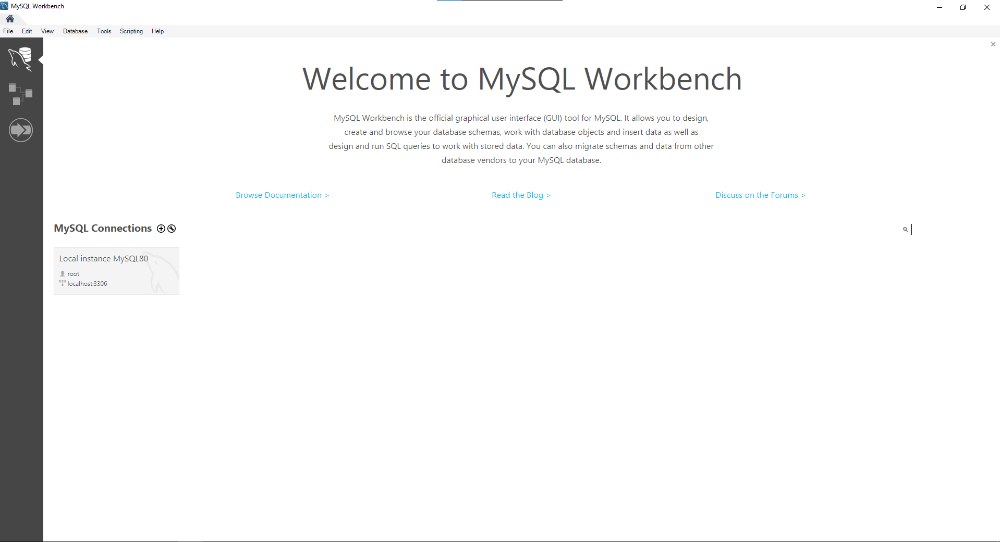 MySQL Workbench
File Edit View Database Tools Scripting Help
Welcome to MySQL Workbench
MySQL Workbench is the official graphical user interface (GUI) tool for MySQL. It allows you to design,
create and browse your database schemas, work with database objects and insert data as well as
design and run SQL queries to work with stored data. You can also migrate schemas and data from other
database vendors to your MySQL database.
Browse Documentation > Read the Blog > Discuss on the Forums >
MySQL Connections
Local instance MySQL80
root
localhost:3306